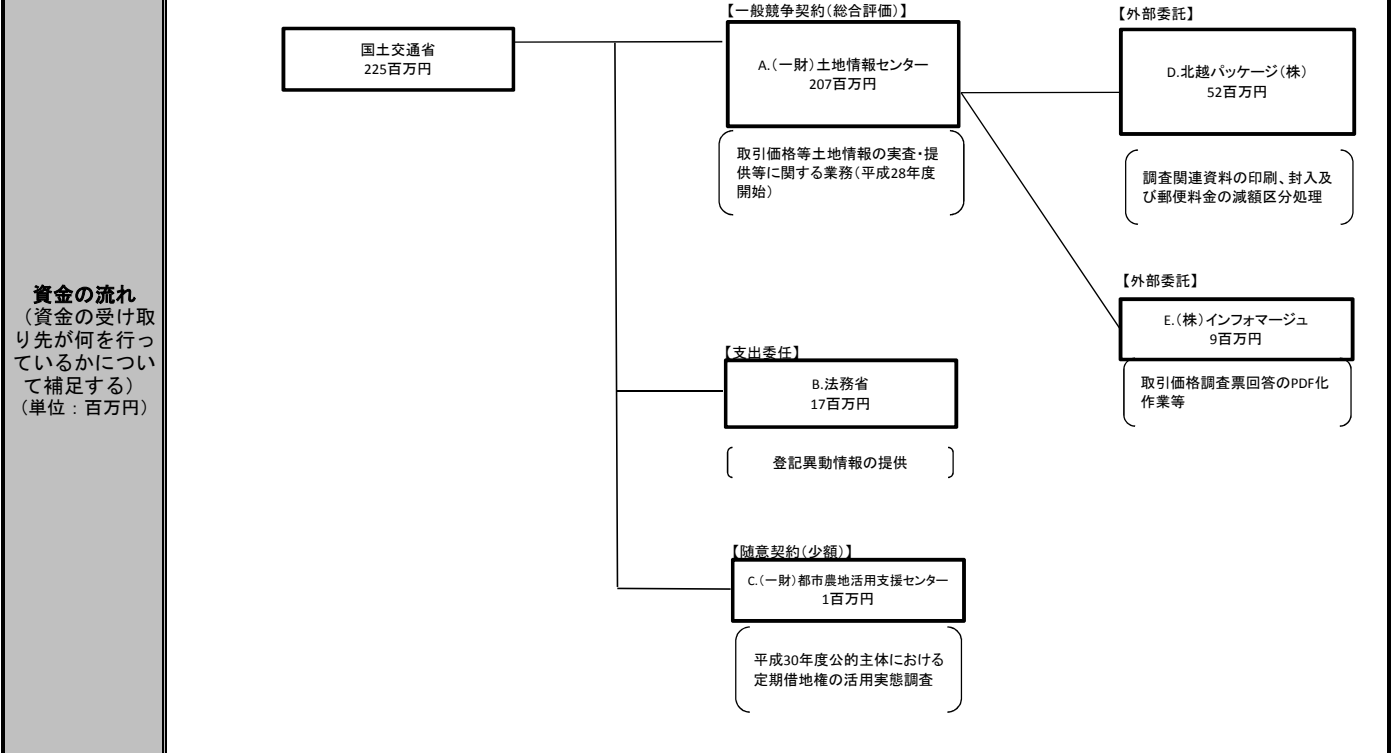 資金の流れ
（資金の受け取
り先が何を行っ
ているかについ
て補足する）
（単位：百万円）
国土交通省
225百万円
【一般競争契約（総合評価）】
A.（一財）土地情報センター
207百万円
取引価格等土地情報の実査・提
供等に関する業務（平成28年度
開始）
【外部委託】
D.北越パッケージ（株）
52百万円
調査関連資料の印刷、封入及
び郵便料金の減額区分処理
【外部委託】
E.（株）インフォマージュ
9百万円
取引価格調査票回答のPDF化
作業等
【支出委任】
B.法務省
17百万円
登記異動情報の提供
【随意契約（少額）】
C.（一財）都市農地活用支援センター
1百万円
平成30年度公的主体における
定期借地権の活用実態調査